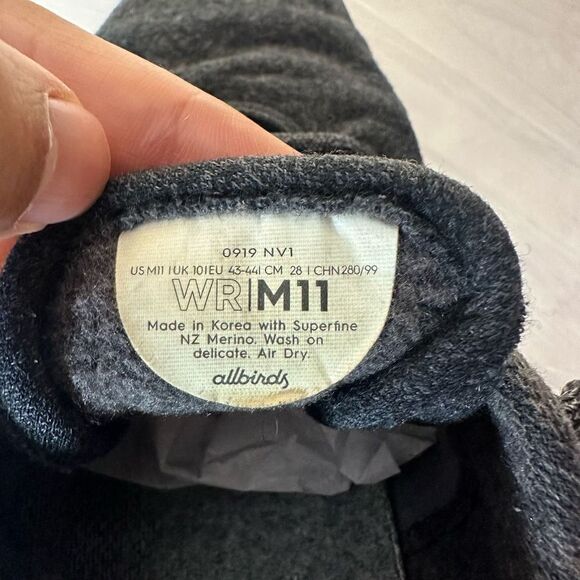 0919 NV1
US M11 | UK 10 | EU 43-44 | CM 28 | CHN280/99
WR|M11
Made in Korea with Superfine
NZ Merino. Wash on
delicate. Air Dry.
allbirds